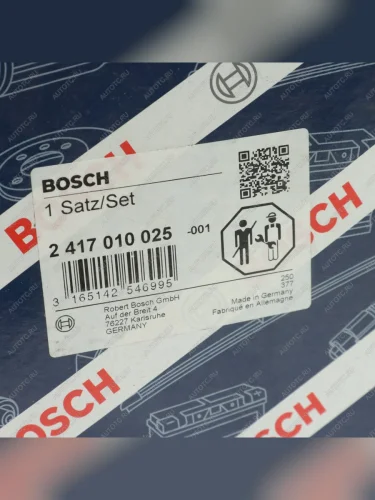 BOSCH
BOSCH
1 Satz/Set
2 417 010 025 -001
3 165142 546995
Robert Bosch GmbH
Auf der Breit 4
76227 Karlsruhe
GERMANY
250
377
Made in Germany
Fabriqué en Allemagne
BOSCH
BOSCH